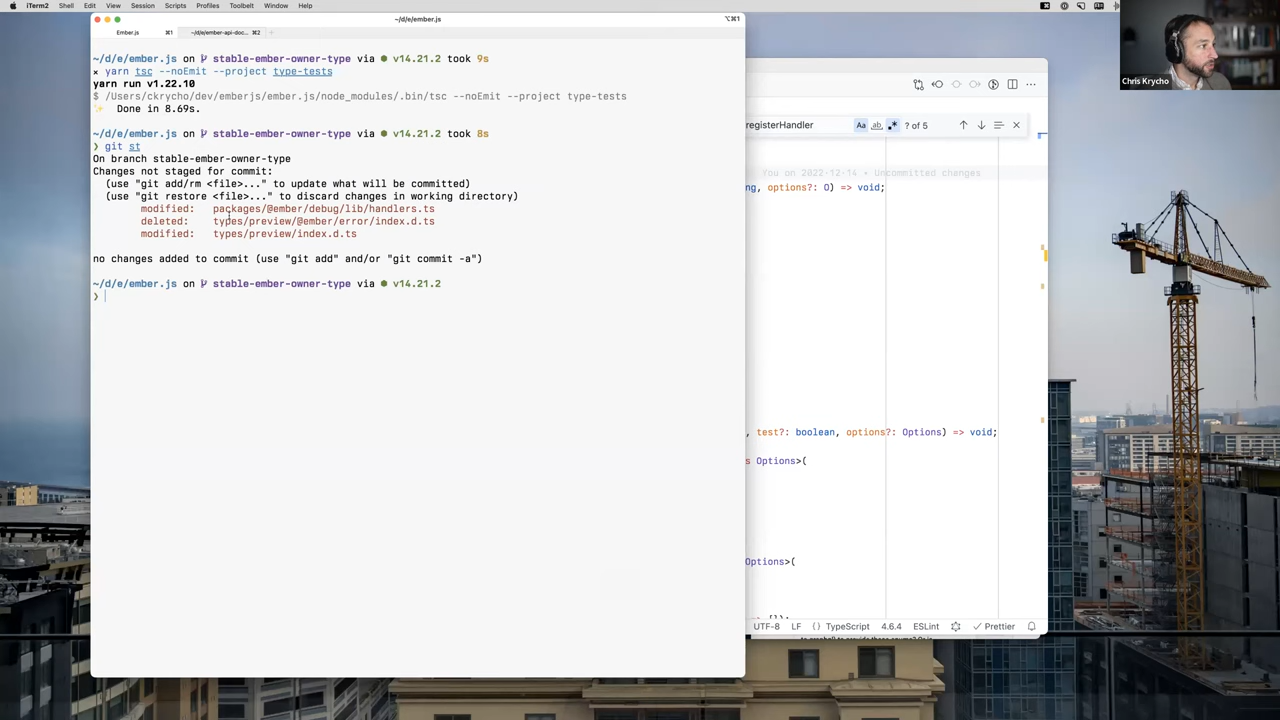 iTerm2 Shell Edit View Session Scripts Profiles Toolbelt Window Help
~/d/e/ember.js
⌥⌘1
Ember.js ⌘1 ~/d/e/ember-api-doc... ⌘2 +
~/d/e/ember.js on stable-ember-owner-type via v14.21.2 took 9s
× yarn tsc --noEmit --project type-tests
yarn run v1.22.10
$ /Users/ckrycho/dev/emberjs/ember.js/node_modules/.bin/tsc --noEmit --project type-tests
✨ Done in 8.69s.
~/d/e/ember.js on stable-ember-owner-type via v14.21.2 took 8s
❯ git st
On branch stable-ember-owner-type
Changes not staged for commit:
(use "git add/rm <file>..." to update what will be committed)
(use "git restore <file>..." to discard changes in working directory)
modified: packages/@ember/debug/lib/handlers.ts
deleted: types/preview/@ember/error/index.d.ts
modified: types/preview/index.d.ts
no changes added to commit (use "git add" and/or "git commit -a")
~/d/e/ember.js on stable-ember-owner-type via v14.21.2
❯
Chris Krycho
registerHandler Aa ab .* ? of 5
You on 2022-12-14 • Uncommitted changes
ng, options?: O) => void;
, test?: boolean, options?: Options) => void;
s Options>(
Options>(
, []);
UTF-8 LF {} TypeScript 4.6.4 ESLint Prettier